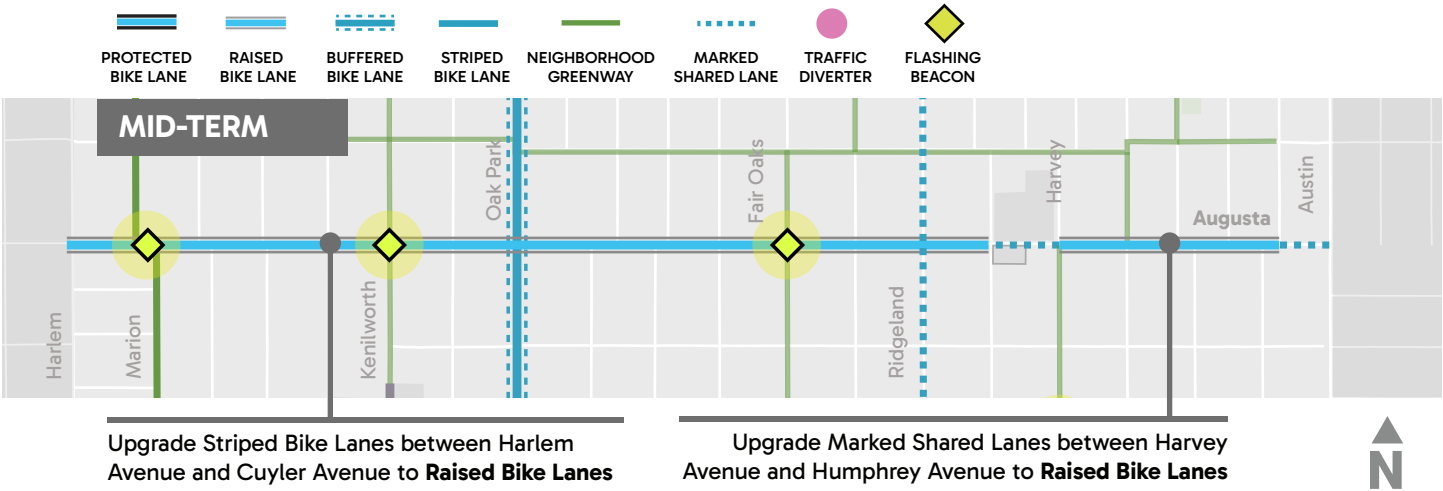 PROTECTED
BIKE LANE
RAISED
BIKE LANE
BUFFERED
BIKE LANE
STRIPED
BIKE LANE
NEIGHBORHOOD
GREENWAY
MARKED
SHARED LANE
TRAFFIC
DIVERTER
FLASHING
BEACON
MID-TERM
Oak Park
Fair Oaks
Harvey
Austin
Augusta
Harlem
Marion
Kenilworth
Ridgeland
Upgrade Striped Bike Lanes between Harlem
Avenue and Cuyler Avenue to Raised Bike Lanes
Upgrade Marked Shared Lanes between Harvey
Avenue and Humphrey Avenue to Raised Bike Lanes
N